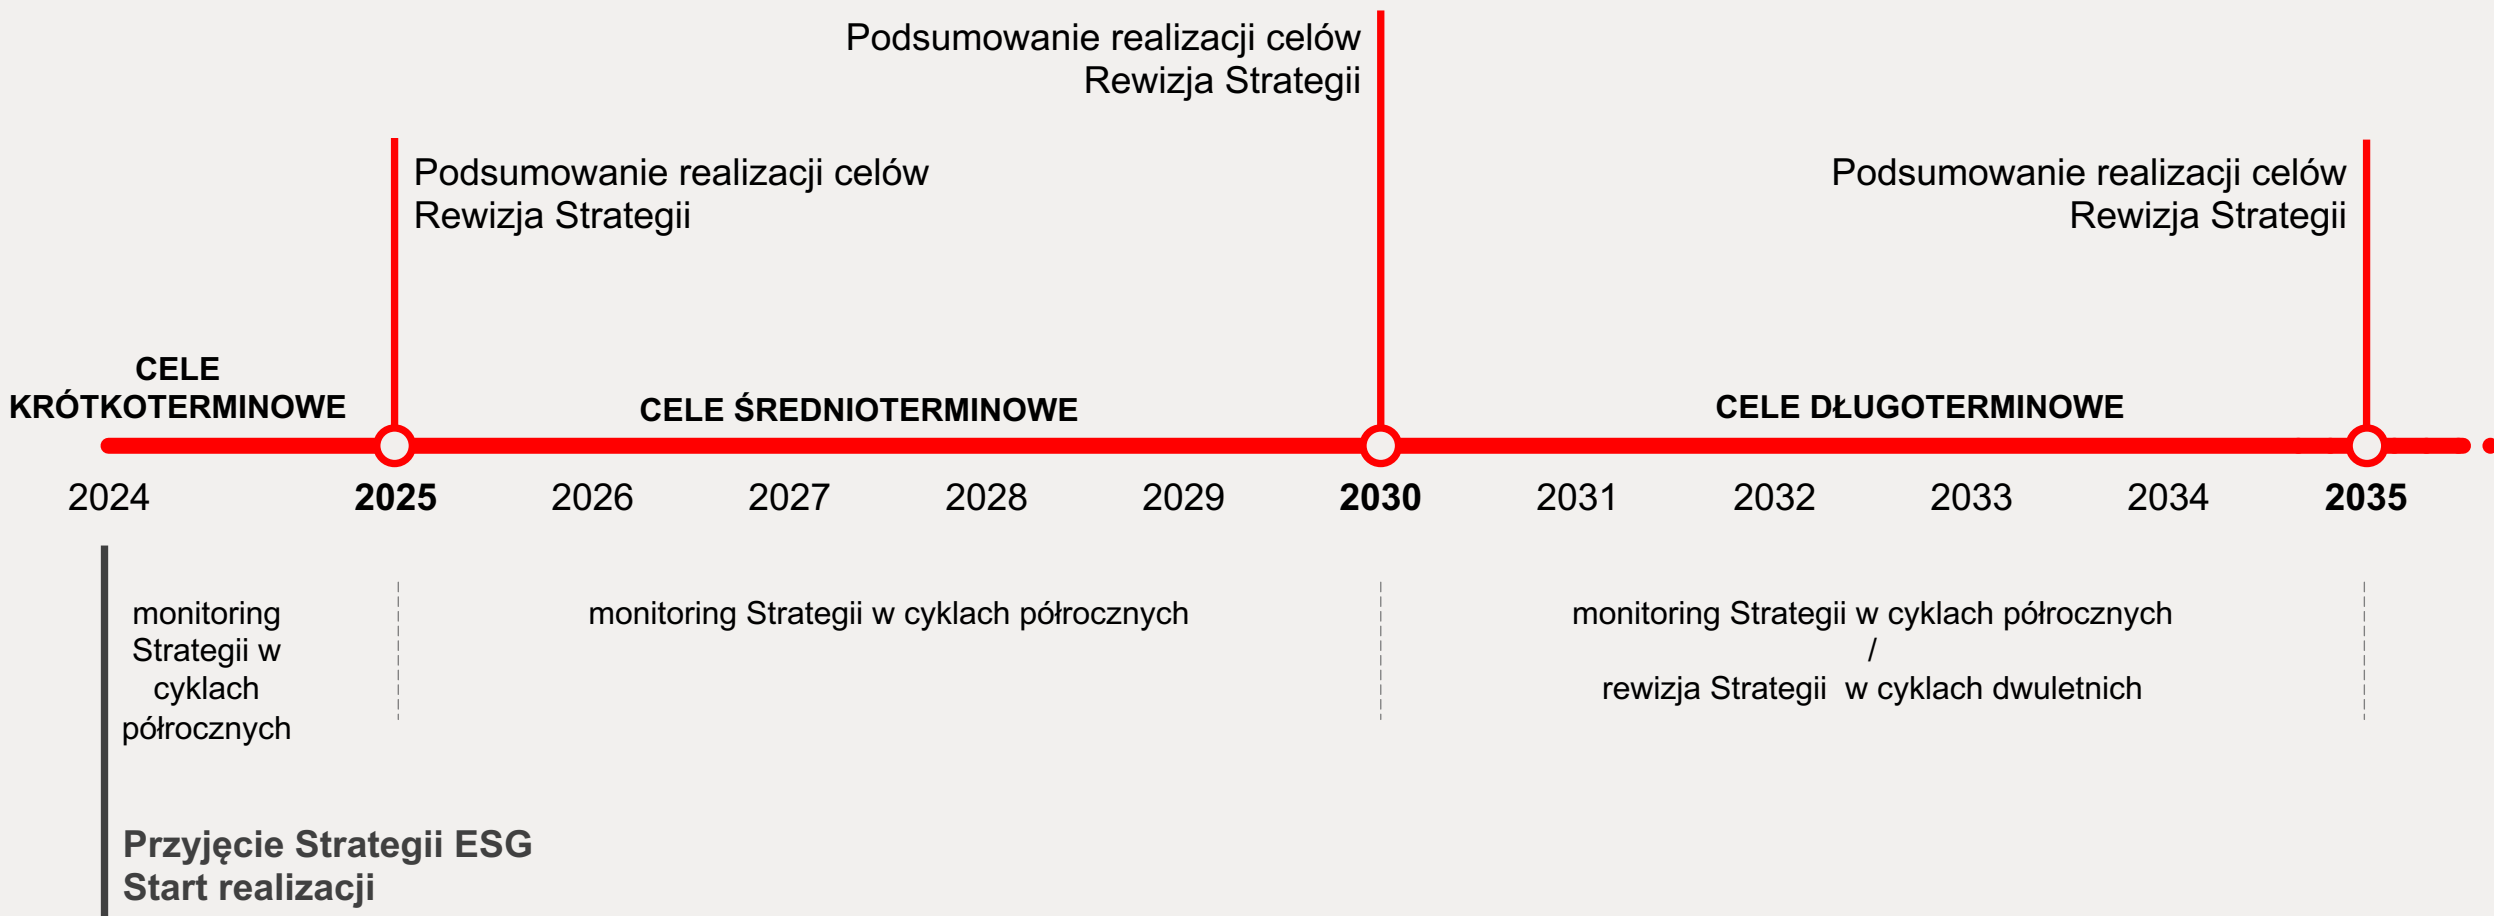 Podsumowanie realizacji celów
Rewizja Strategii
Podsumowanie realizacji celów
Rewizja Strategii
Podsumowanie realizacji celów
Rewizja Strategii
CELE
KRÓTKOTERMINOWE
CELE ŚREDNIOTERMINOWE
CELE DŁUGOTERMINOWE
2024 2025 2026 2027 2028 2029 2030 2031 2032 2033 2034 2035
monitoring
Strategii w
cyklach
półrocznych
monitoring Strategii w cyklach półrocznych
monitoring Strategii w cyklach półrocznych
/
rewizja Strategii w cyklach dwuletnich
Przyjęcie Strategii ESG
Start realizacji